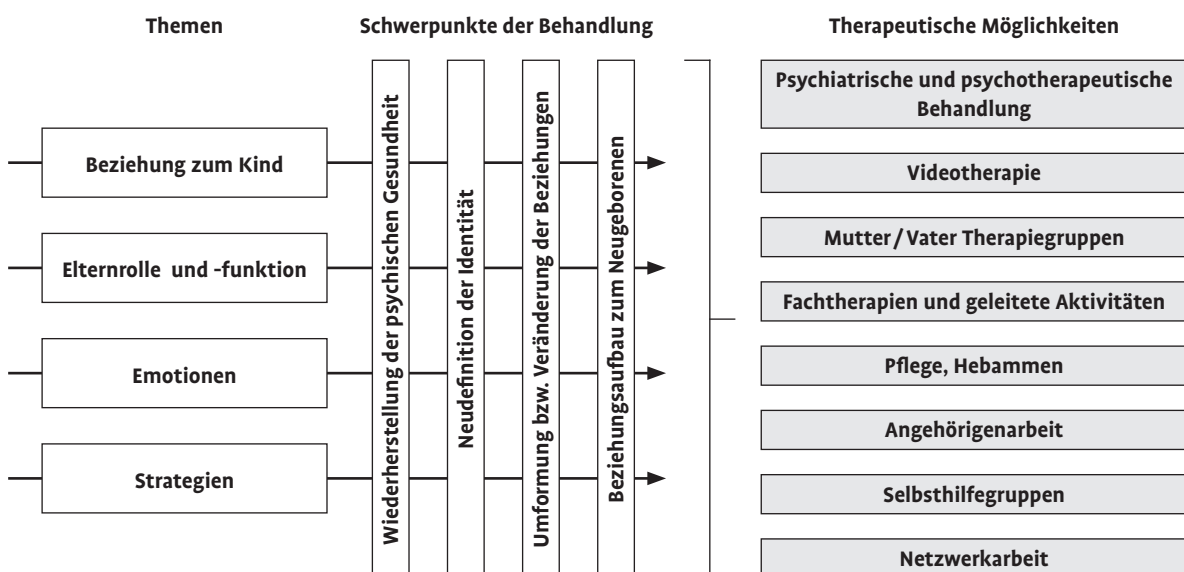 Themen
Schwerpunkte der Behandlung
Therapeutische Möglichkeiten
Beziehung zum Kind
Elternrolle und -funktion
Emotionen
Strategien
Wiederherstellung der psychischen Gesundheit
Neudefinition der Identität
Umformung bzw. Veränderung der Beziehungen
Beziehungsaufbau zum Neugeborenen
Psychiatrische und psychotherapeutische
Behandlung
Videotherapie
Mutter / Vater Therapiegruppen
Fachtherapien und geleitete Aktivitäten
Pflege, Hebammen
Angehörigenarbeit
Selbsthilfegruppen
Netzwerkarbeit